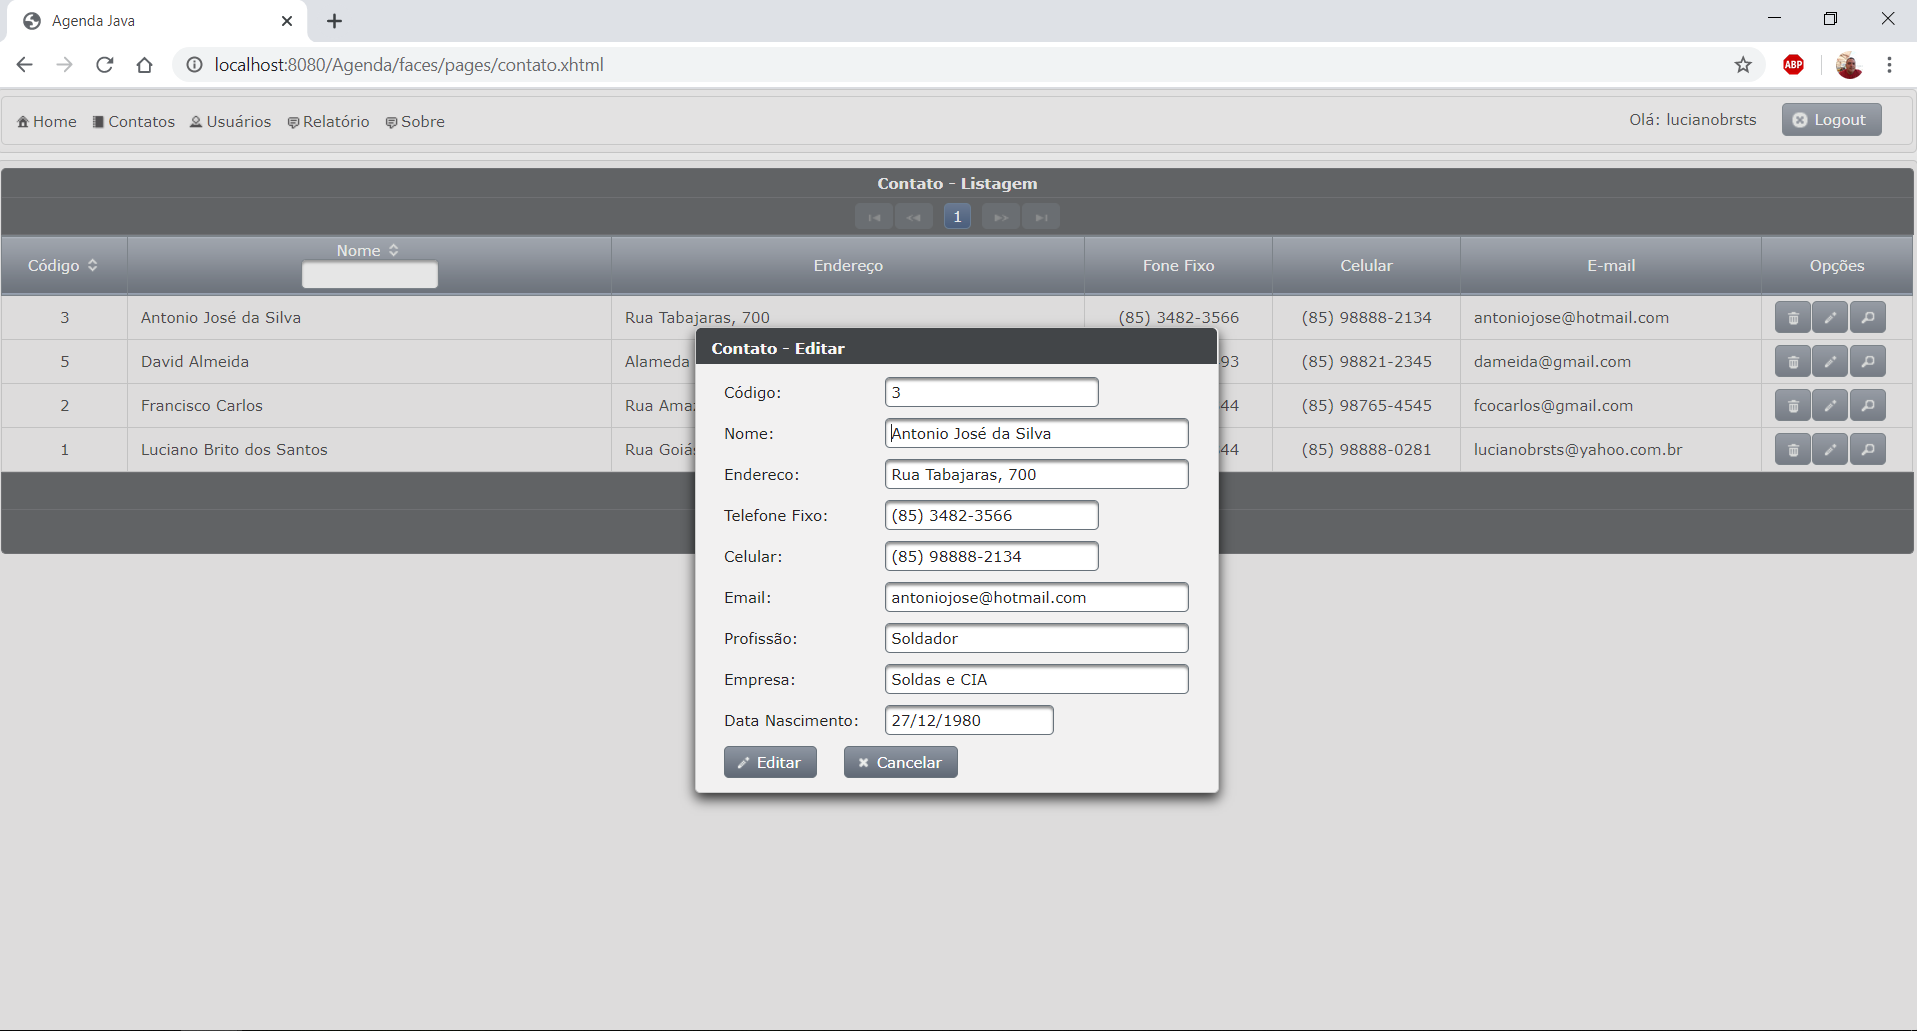 Agenda Java
localhost:8080/Agenda/faces/pages/contato.xhtml
ABP
Home Contatos Usuários Relatório Sobre
Olá: lucianobrsts Logout
Contato - Listagem
1
Código Nome Endereço Fone Fixo Celular E-mail Opções
3 Antonio José da Silva Rua Tabajaras, 700 (85) 3482-3566 (85) 98888-2134 antoniojose@hotmail.com
5 David Almeida Alameda 93 (85) 98821-2345 dameida@gmail.com
2 Francisco Carlos Rua 44 (85) 98765-4545 fcocarlos@gmail.com
1 Luciano Brito dos Santos Rua Goiás 44 (85) 98888-0281 lucianobrsts@yahoo.com.br
Contato - Editar
Código: 3
Nome: Antonio José da Silva
Endereco: Rua Tabajaras, 700
Telefone Fixo: (85) 3482-3566
Celular: (85) 98888-2134
Email: antoniojose@hotmail.com
Profissão: Soldador
Empresa: Soldas e CIA
Data Nascimento: 27/12/1980
Editar Cancelar